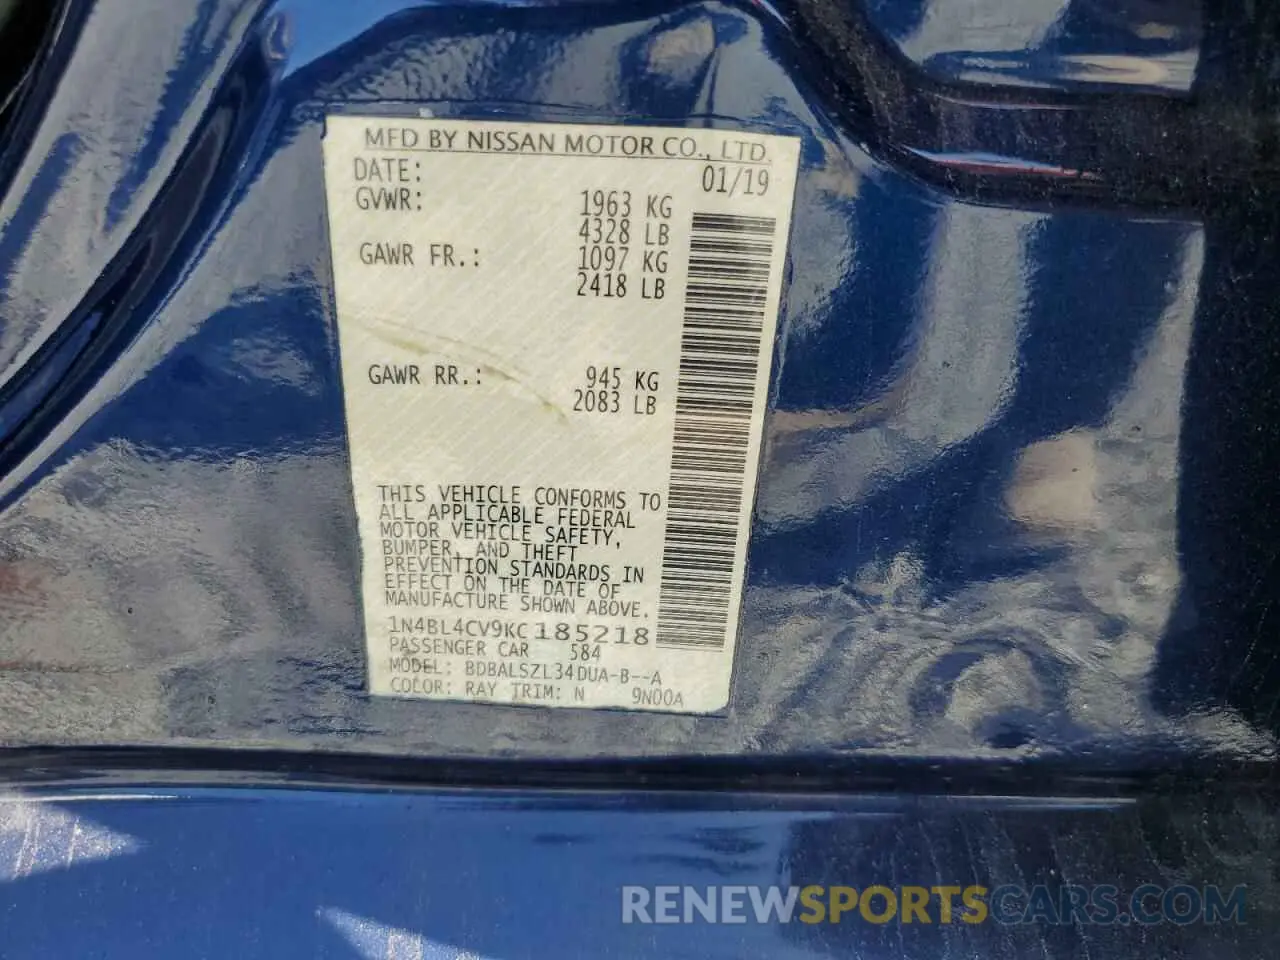 MFD BY NISSAN MOTOR CO., LTD.
DATE: 01/19
GVWR: 1963 KG
4328 LB
GAWR FR.: 1097 KG
2418 LB
GAWR RR.: 945 KG
2083 LB
THIS VEHICLE CONFORMS TO
ALL APPLICABLE FEDERAL
MOTOR VEHICLE SAFETY,
BUMPER, AND THEFT
PREVENTION STANDARDS IN
EFFECT ON THE DATE OF
MANUFACTURE SHOWN ABOVE.
1N4BL4CV9KC185218
PASSENGER CAR 584
MODEL: BDBALSZL34DUA-B--A
COLOR: RAY TRIM: N 9N00A
RENEWSPORTSCARS.COM